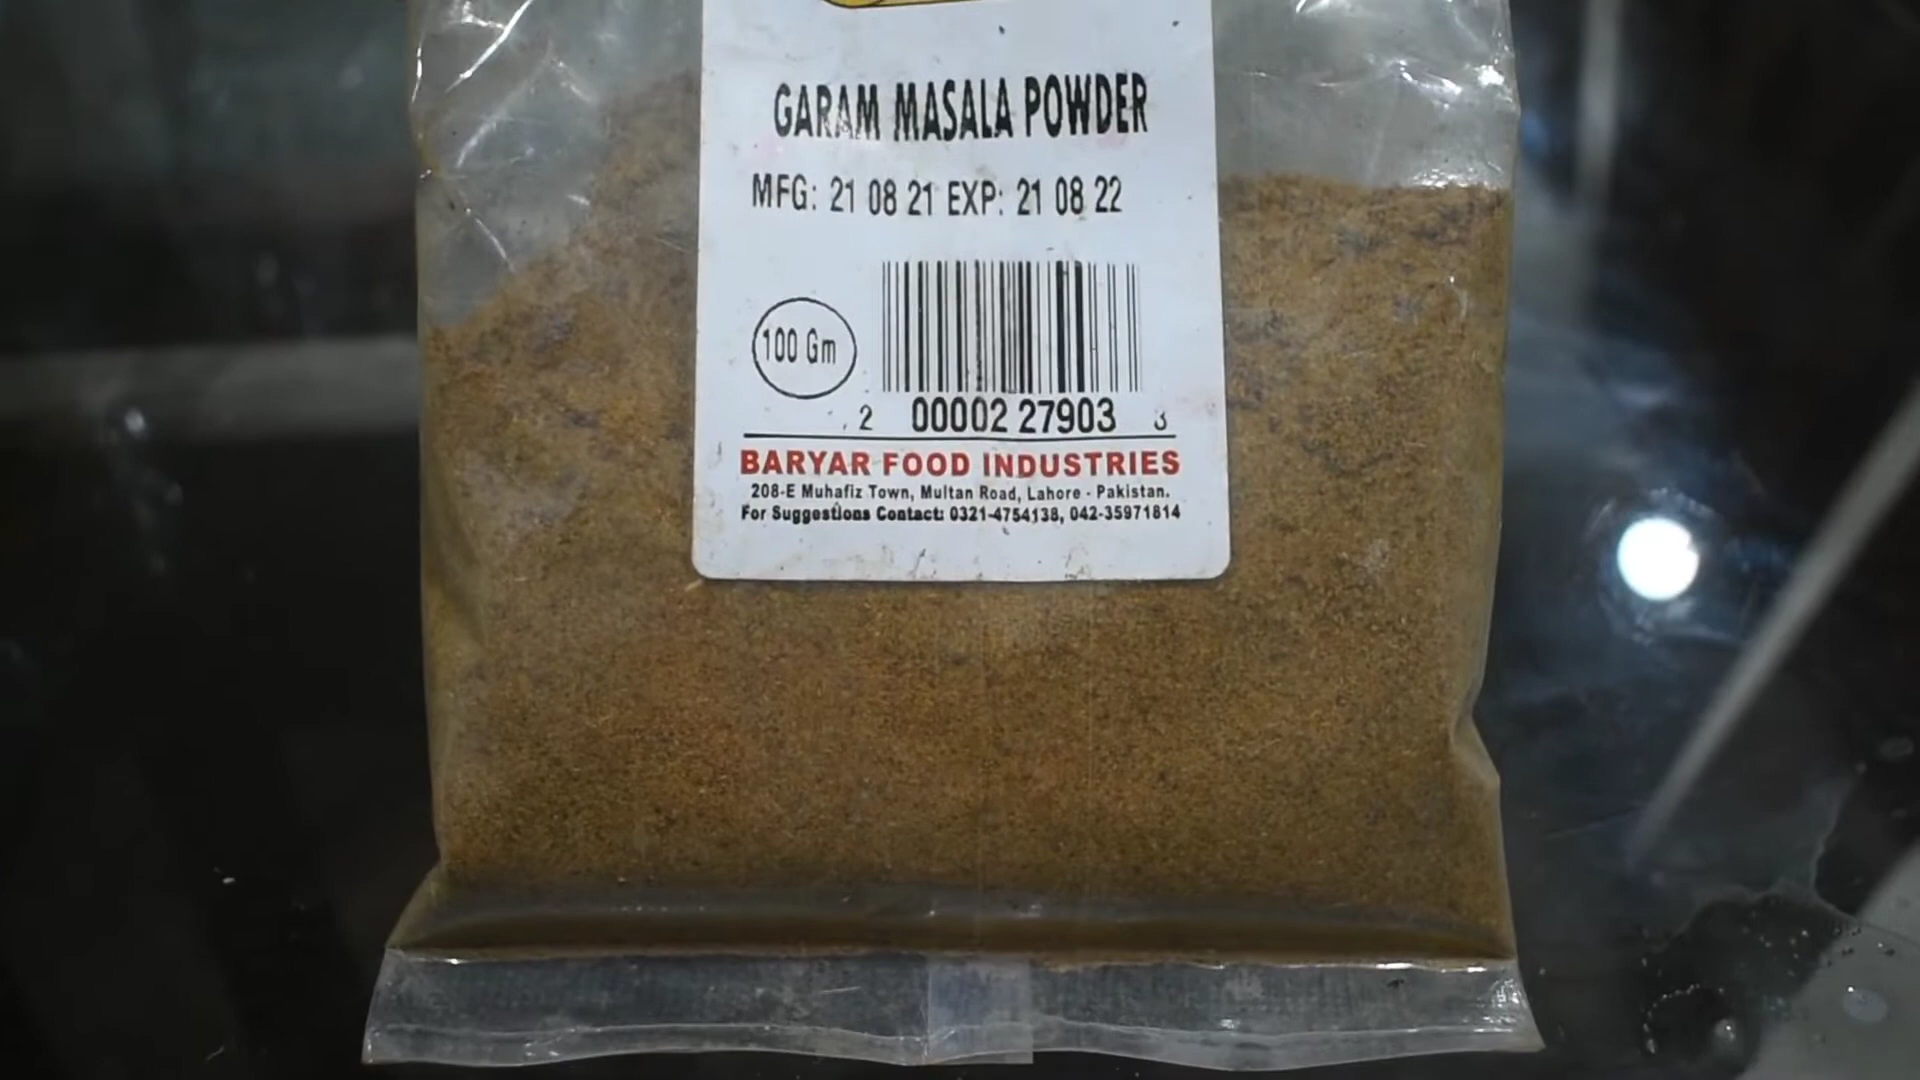 GARAM MASALA POWDER
MFG: 21 08 21 EXP: 21 08 22
100 Gm
2 00002 27903 3
BARYAR FOOD INDUSTRIES
208-E Muhafiz Town, Multan Road, Lahore - Pakistan.
For Suggestions Contact: 0321-4754138, 042-35971814